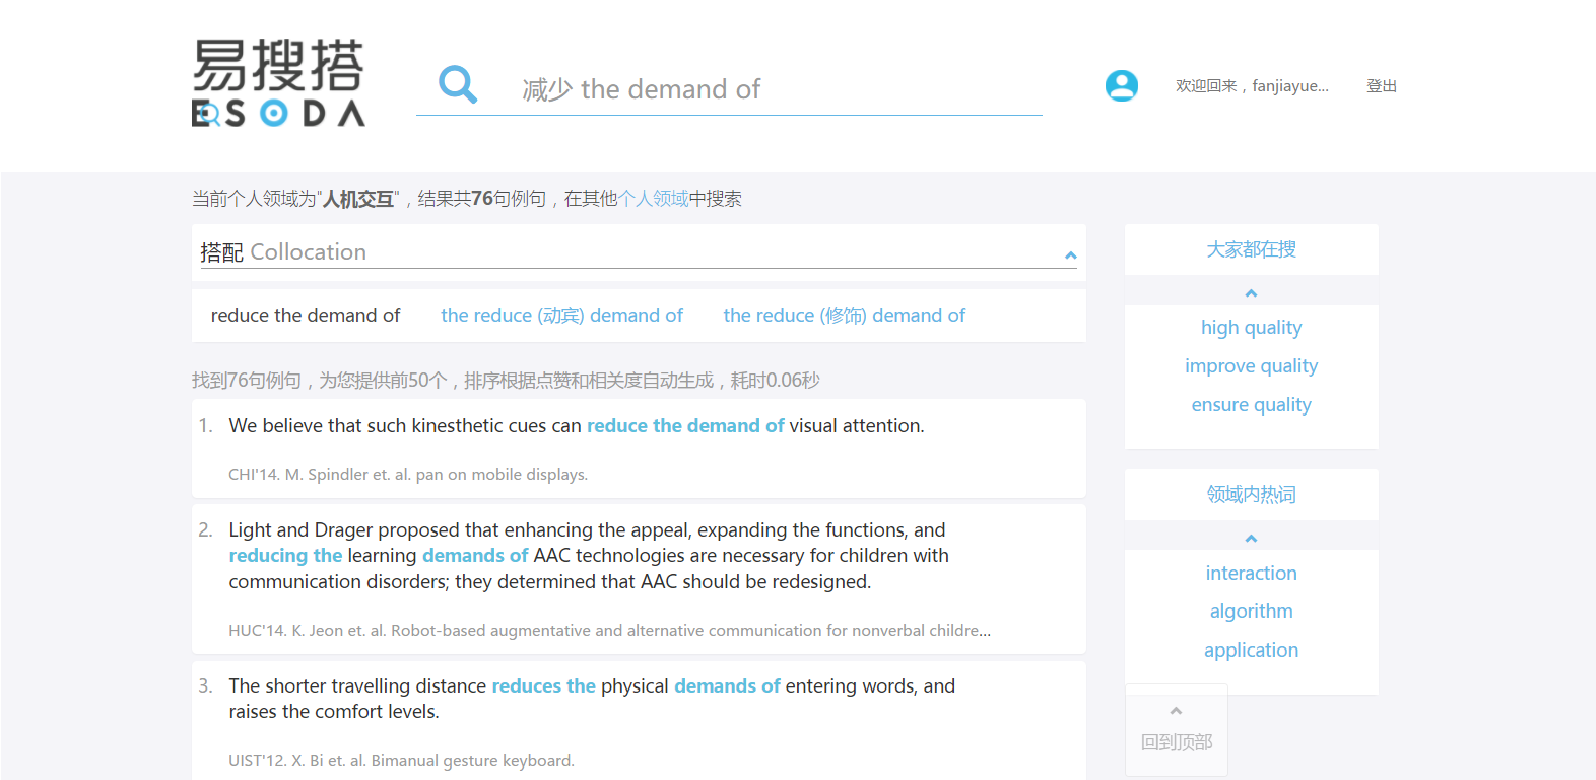 易搜搭
ESODA
减少 the demand of
欢迎回来，fanjiayue...
登出
当前个人领域为"人机交互"，结果共76句例句，在其他个人领域中搜索
搭配 Collocation
reduce the demand of
the reduce (动宾) demand of
the reduce (修饰) demand of
找到76句例句，为您提供前50个，排序根据点赞和相关度自动生成，耗时0.06秒
1. We believe that such kinesthetic cues can reduce the demand of visual attention.
CHI'14. M. Spindler et. al. pan on mobile displays.
2. Light and Drager proposed that enhancing the appeal, expanding the functions, and
reducing the learning demands of AAC technologies are necessary for children with
communication disorders; they determined that AAC should be redesigned.
HUC'14. K. Jeon et. al. Robot-based augmentative and alternative communication for nonverbal childre...
3. The shorter travelling distance reduces the physical demands of entering words, and
raises the comfort levels.
UIST'12. X. Bi et. al. Bimanual gesture keyboard.
大家都在搜
high quality
improve quality
ensure quality
领域内热词
interaction
algorithm
application
回到顶部